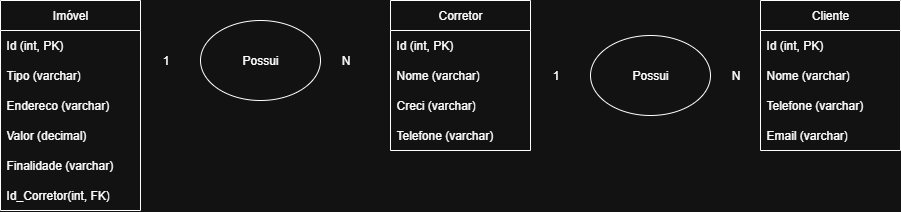 Imóvel
Id (int, PK)
Tipo (varchar)
Endereco (varchar)
Valor (decimal)
Finalidade (varchar)
Id_Corretor(int, FK)
1
Possui
N
Corretor
Id (int, PK)
Nome (varchar)
Creci (varchar)
Telefone (varchar)
1
Possui
N
Cliente
Id (int, PK)
Nome (varchar)
Telefone (varchar)
Email (varchar)